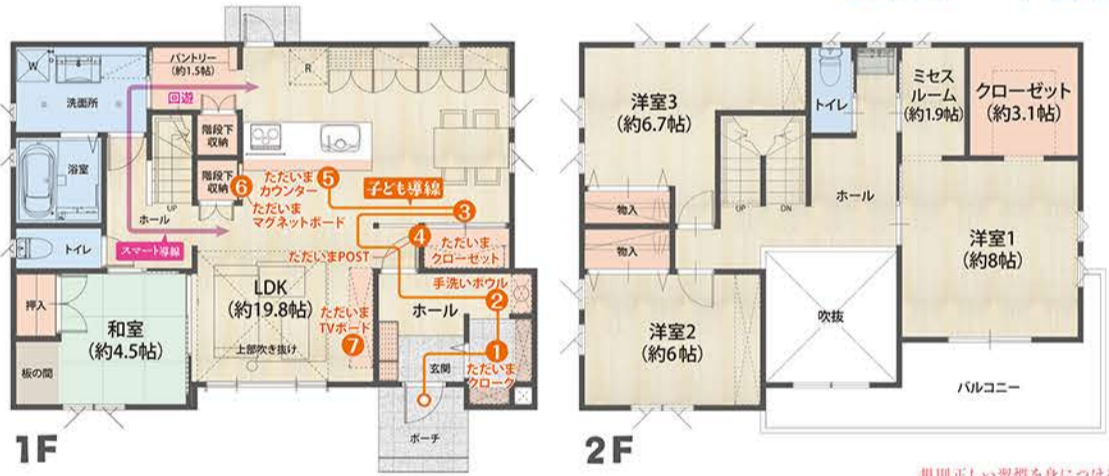 W
洗面所
パントリー
(約1.5帖)
回遊
R
階段下
収納
浴室
階段下
収納
UP
ホール
スマート導線
トイレ
6
ただいま
カウンター
5
子ども導線
ただいま
マグネットボード
3
4
ただいま
クローゼット
ただいまPOST
手洗いボウル
2
押入
和室
(約4.5帖)
板の間
LDK
(約19.8帖)
上部吹き抜け
ただいま
TVボード
7
ホール
1
ただいま
クローク
玄関
ポーチ
1F
洋室3
(約6.7帖)
トイレ
ミセス
ルーム
(約1.9帖)
クローゼット
(約3.1帖)
物入
UP
DN
ホール
物入
洋室1
(約8帖)
洋室2
(約6帖)
吹抜
バルコニー
2F